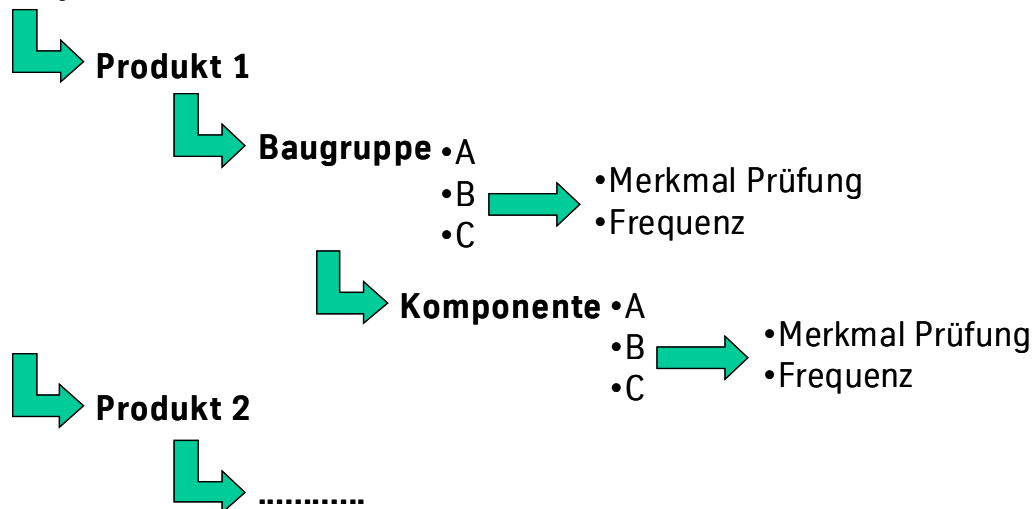 Produkt 1
Baugruppe •A
•B
•C
•Merkmal Prüfung
•Frequenz
Komponente •A
•B
•C
•Merkmal Prüfung
•Frequenz
Produkt 2
............